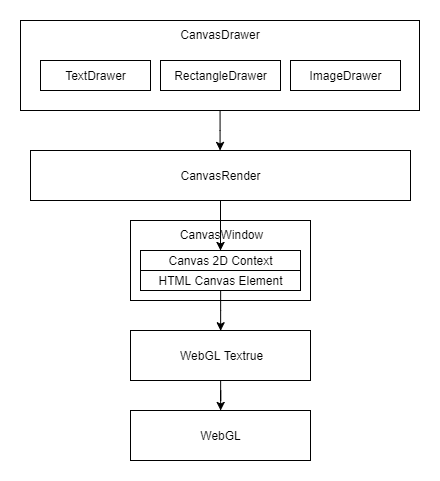 CanvasDrawer
TextDrawer RectangleDrawer ImageDrawer
CanvasRender
CanvasWindow
Canvas 2D Context
HTML Canvas Element
WebGL Textrue
WebGL